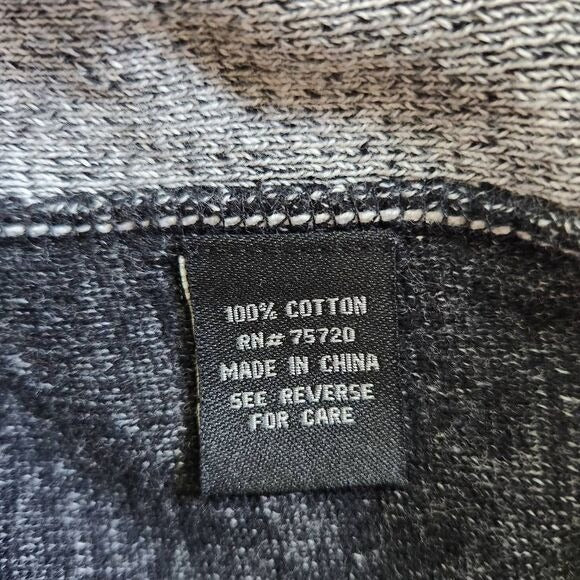 100% COTTON
RN# 75720
MADE IN CHINA
SEE REVERSE
FOR CARE